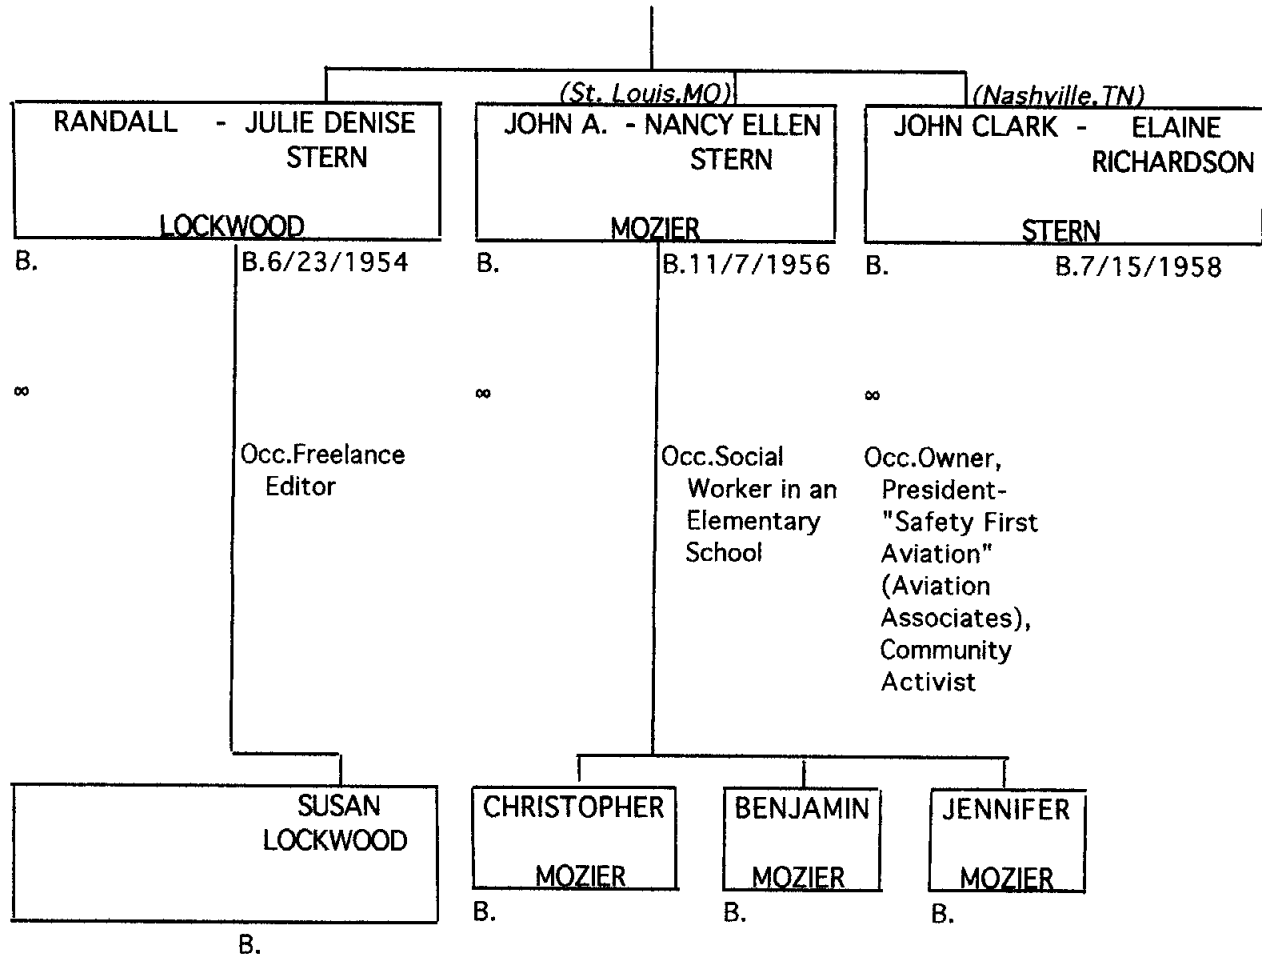 (St. Louis,MO)
(Nashville,TN)
RANDALL - JULIE DENISE
STERN
LOCKWOOD
JOHN A. - NANCY ELLEN
STERN
MOZIER
JOHN CLARK - ELAINE
RICHARDSON
STERN
B.
B.6/23/1954
B.
B.11/7/1956
B.
B.7/15/1958
∞
∞
∞
Occ.Freelance
Editor
Occ.Social
Worker in an
Elementary
School
Occ.Owner,
President-
"Safety First
Aviation"
(Aviation
Associates),
Community
Activist
SUSAN
LOCKWOOD
B.
CHRISTOPHER
MOZIER
B.
BENJAMIN
MOZIER
B.
JENNIFER
MOZIER
B.